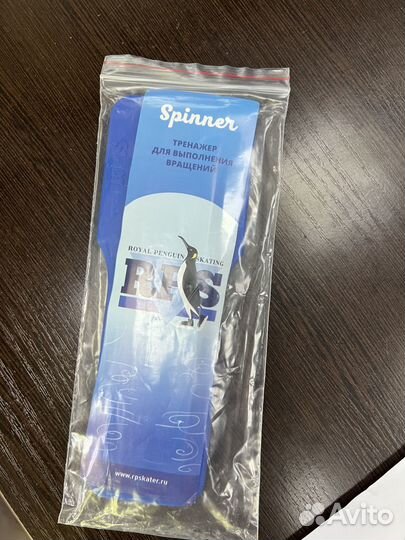 Spinner
ТРЕНАЖЕР
ДЛЯ ВЫПОЛНЕНИЯ
ВРАЩЕНИЙ
ROYAL PENGUIN SKATING
RPS
www.rpskater.ru
Avito